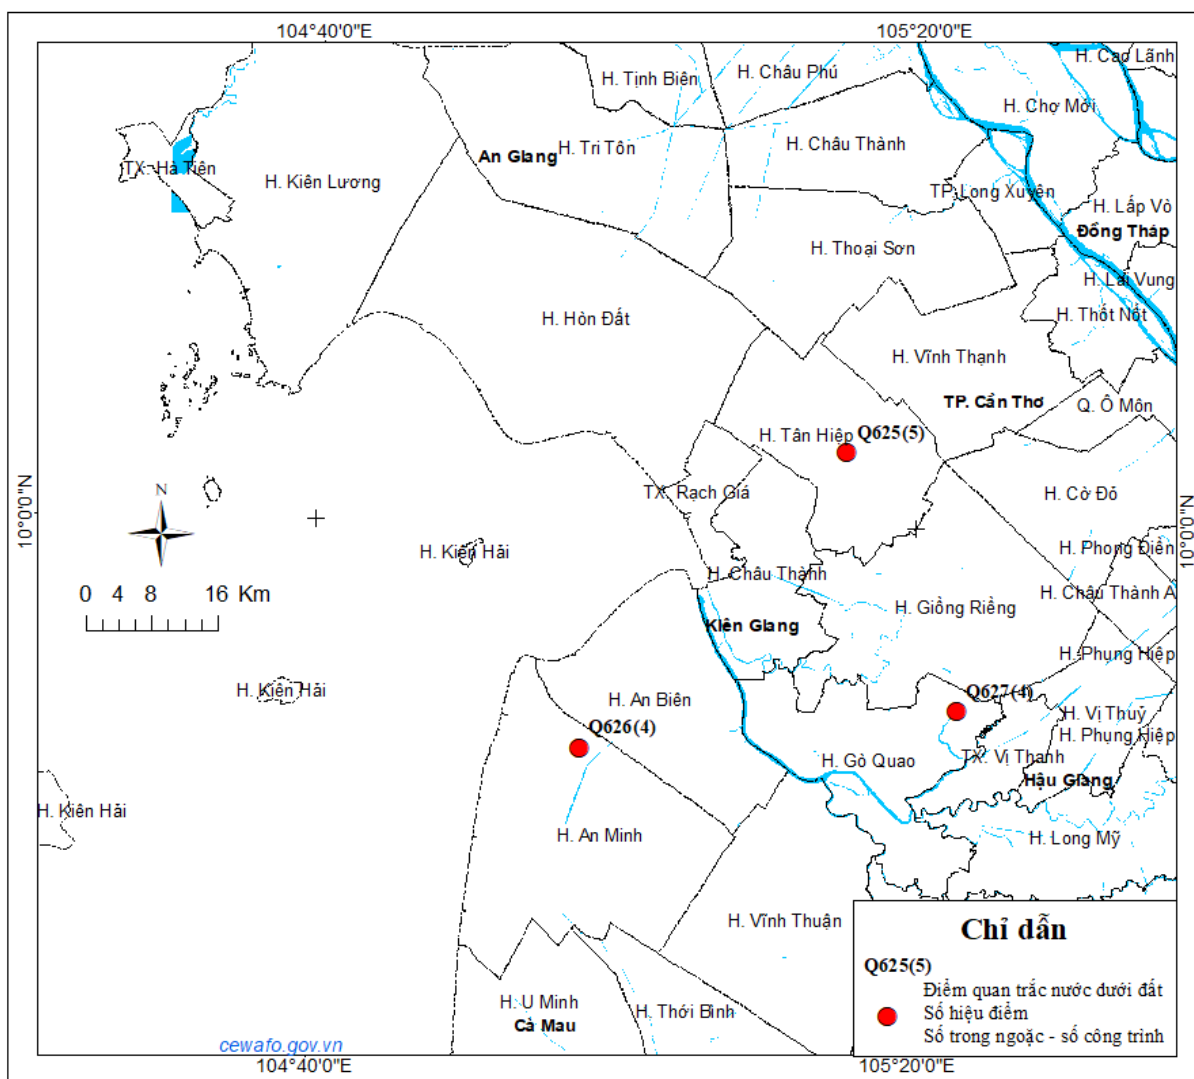 104°40'0"E
105°20'0"E
H. Cao Lãnh
H. Tịnh Biên
H. Châu Phú
H. Chợ Mới
H. Tri Tôn
H. Châu Thành
An Giang
TX. Hà Tiên
H. Kiên Lương
TP. Long Xuyên
H. Lấp Vò
Đồng Tháp
H. Thoại Sơn
H. Lai Vung
H. Hòn Đất
H. Thốt Nốt
H. Vĩnh Thạnh
TP. Cần Thơ
Q. Ô Môn
H. Tân Hiệp
Q625(5)
TX. Rạch Giá
H. Cờ Đỏ
10°0'0"N
10°0'0"N
N
H. Kiên Hải
H. Phong Điền
H. Châu Thành
0 4 8 16 Km
H. Giồng Riềng
H. Châu Thành A
Kiên Giang
H. Phụng Hiệp
H. Kiên Hải
H. An Biên
Q627(4)
Q626(4)
H. Vị Thuỷ
H. Phụng Hiệp
H. Gò Quao
TX. Vị Thanh
Hậu Giang
H. Kiên Hải
H. An Minh
H. Long Mỹ
H. Vĩnh Thuận
H. U Minh
Cà Mau
H. Thới Bình
Chỉ dẫn
Q625(5)
Điểm quan trắc nước dưới đất
Số hiệu điểm
Số trong ngoặc - số công trình
cewafo.gov.vn
104°40'0"E
105°20'0"E